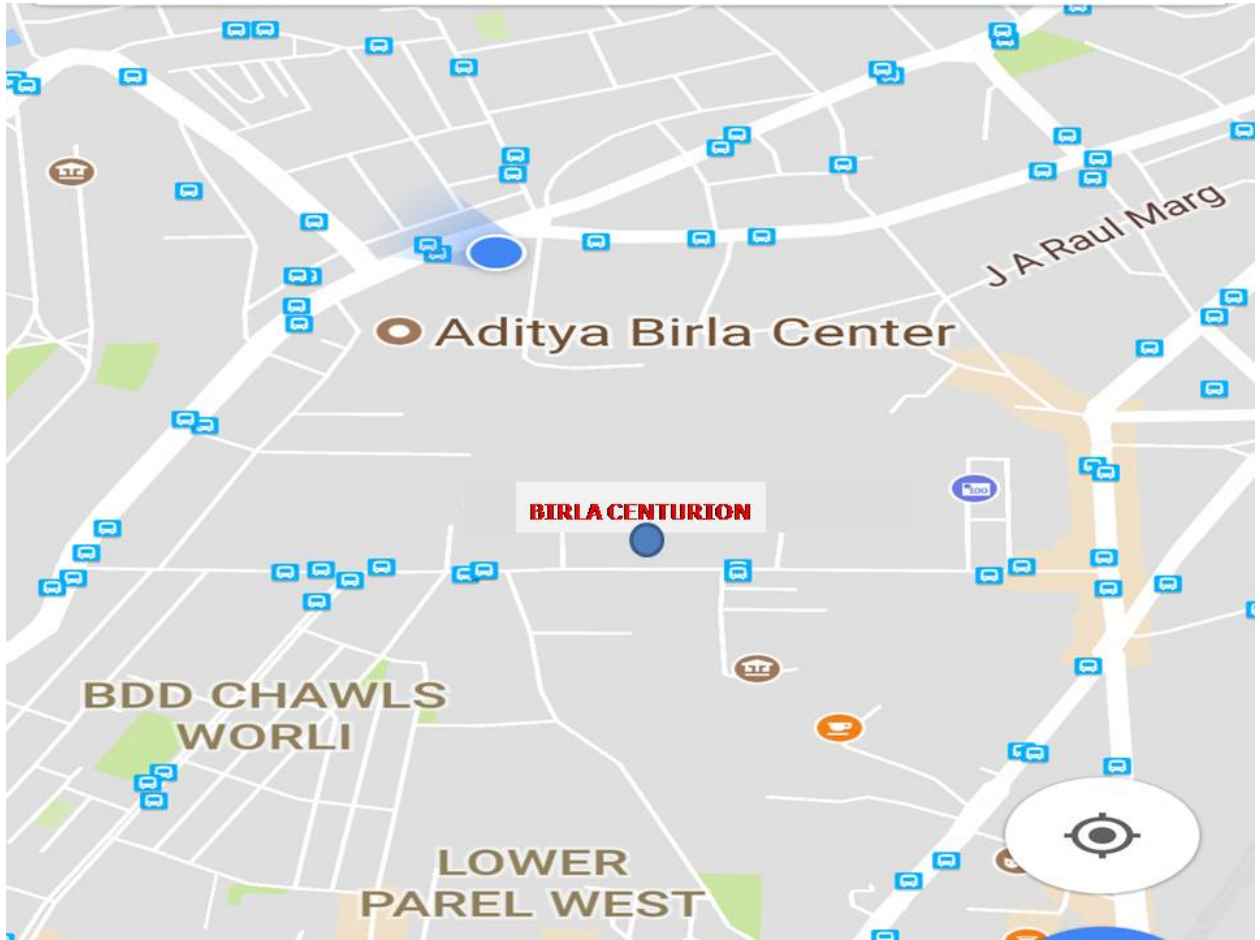 J A Raul Marg
Aditya Birla Center
BIRLA CENTURION
100
BDD CHAWLS
WORLI
LOWER
PAREL WEST